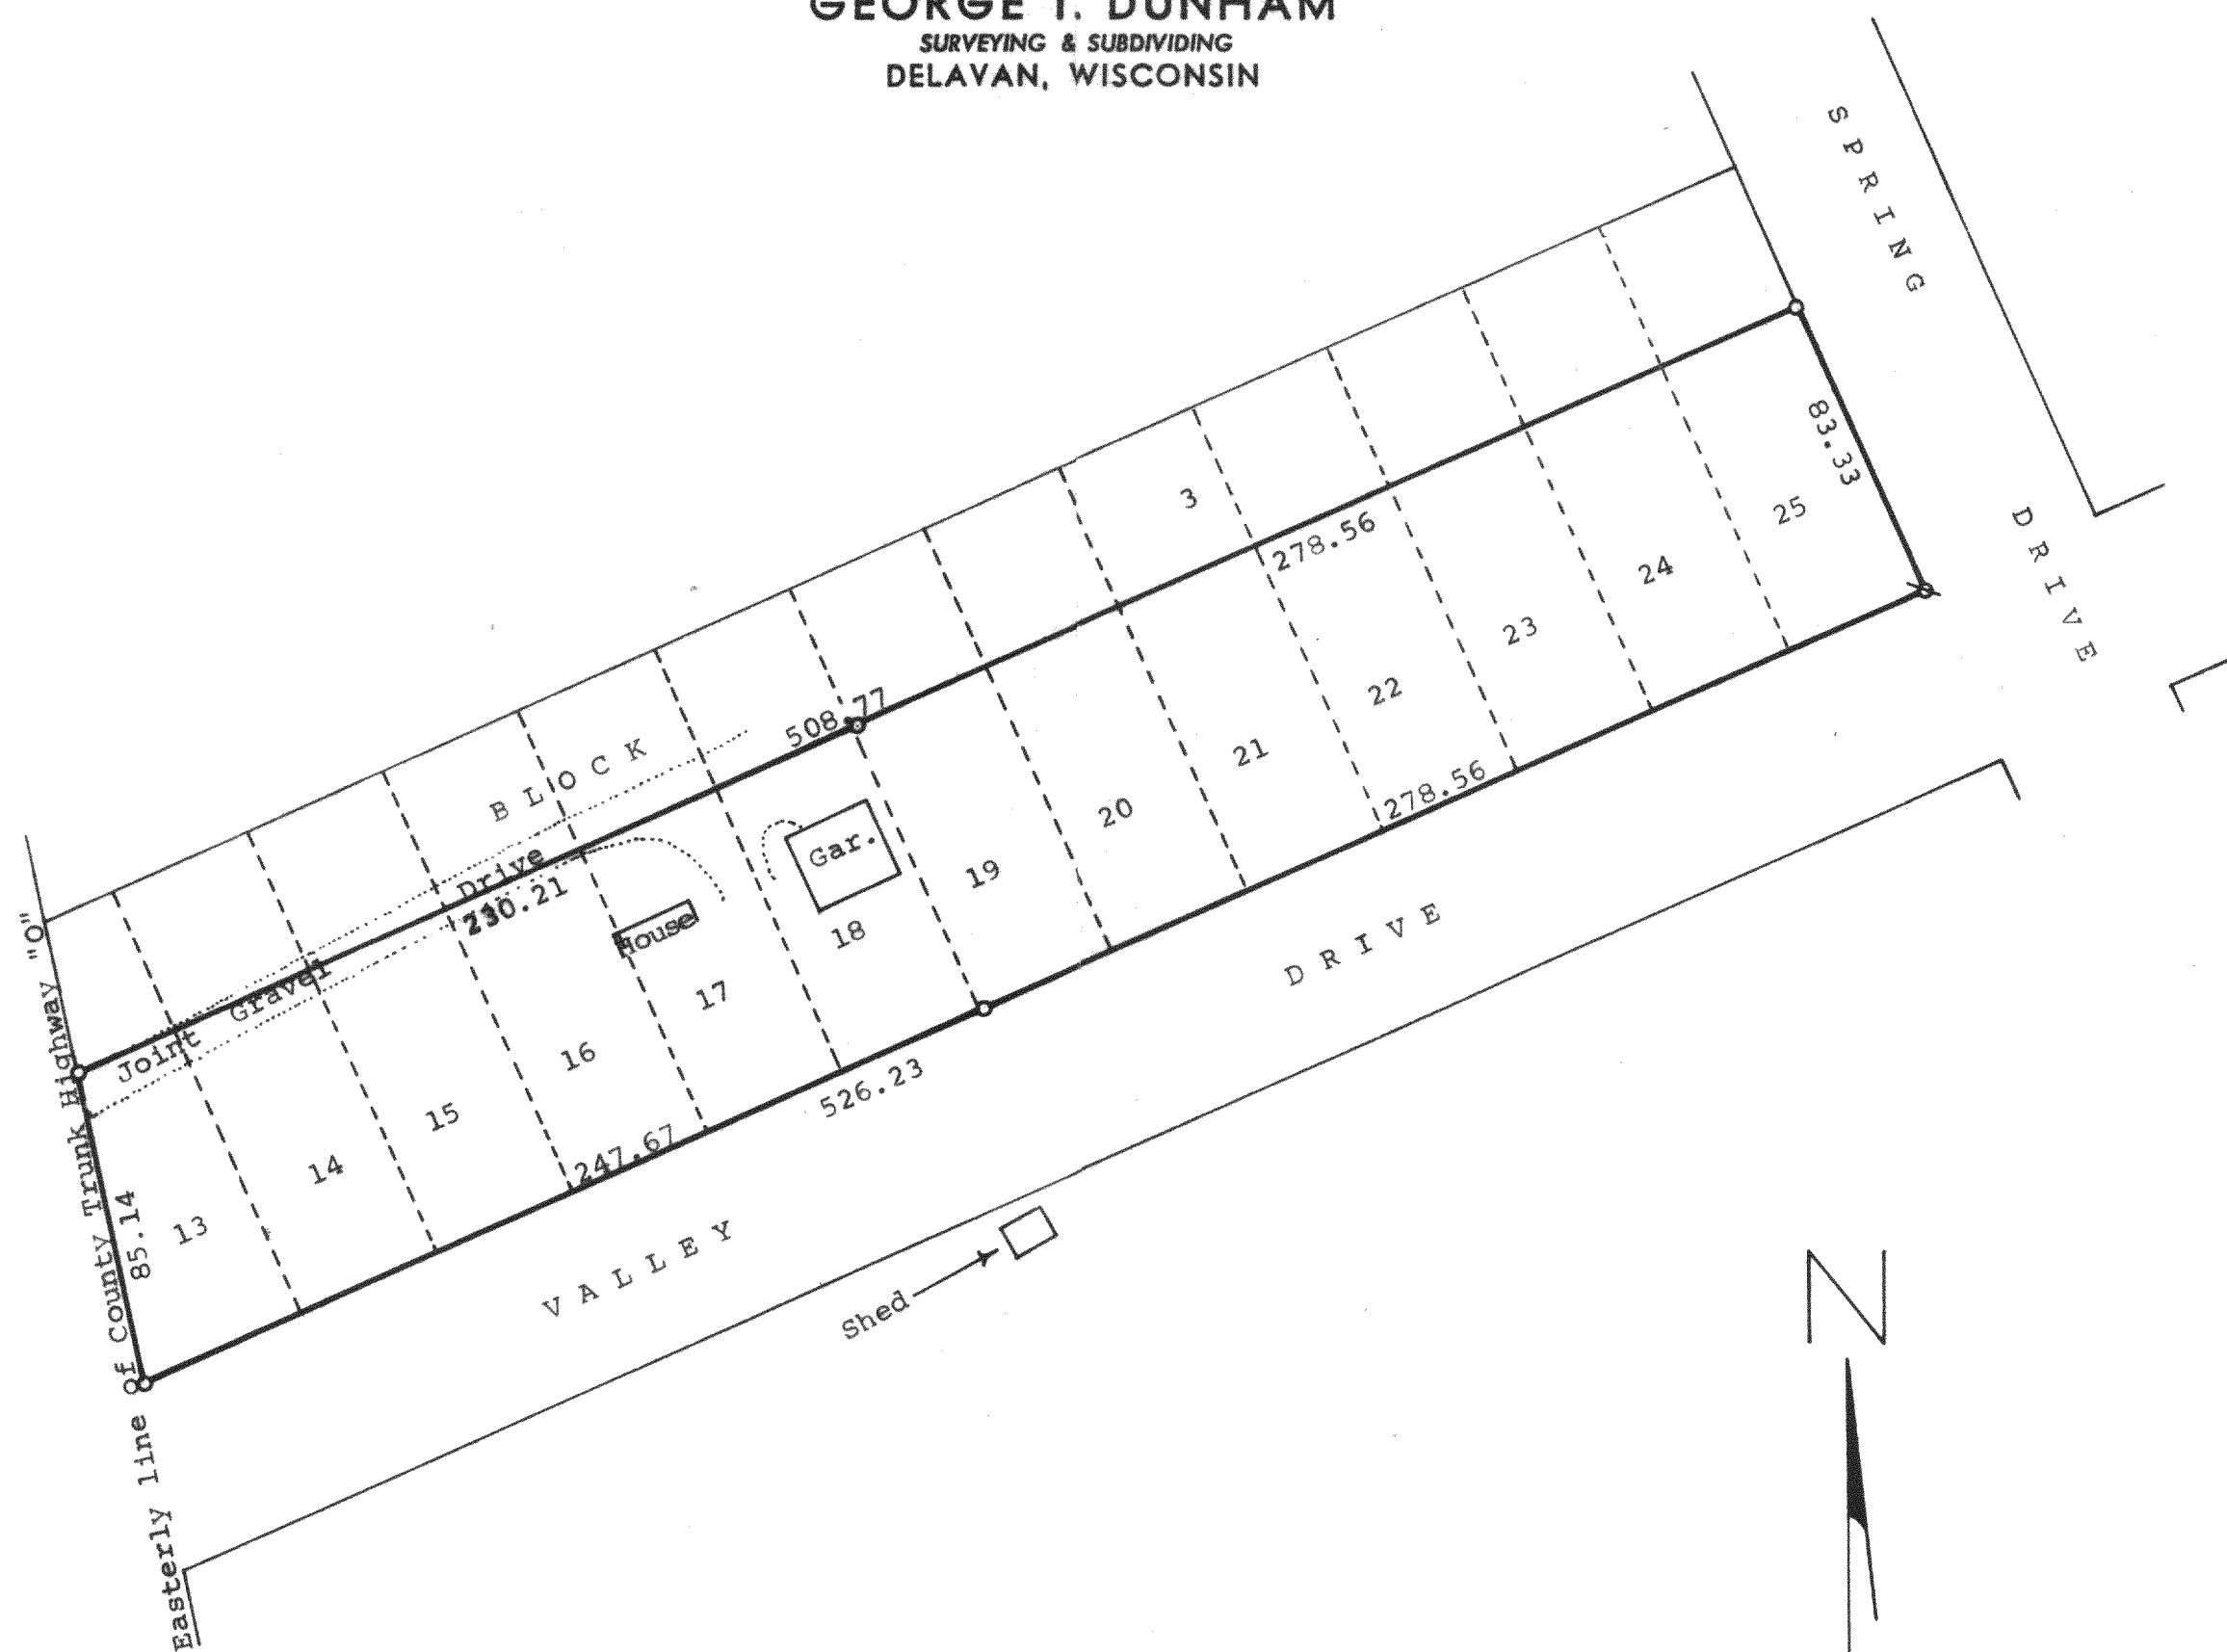 GEORGE T. DUNHAM
SURVEYING & SUBDIVIDING
DELAVAN, WISCONSIN
SPRING
DRIVE
83.33
3
278.56
25
24
23
22
21
20
19
18
17
16
15
14
13
508.77
BLOCK
Gar.
House
Joint Gravel Drive
230.21
278.56
526.23
247.67
85.14
VALLEY DRIVE
Shed
Easterly line of County Trunk Highway "O"
N